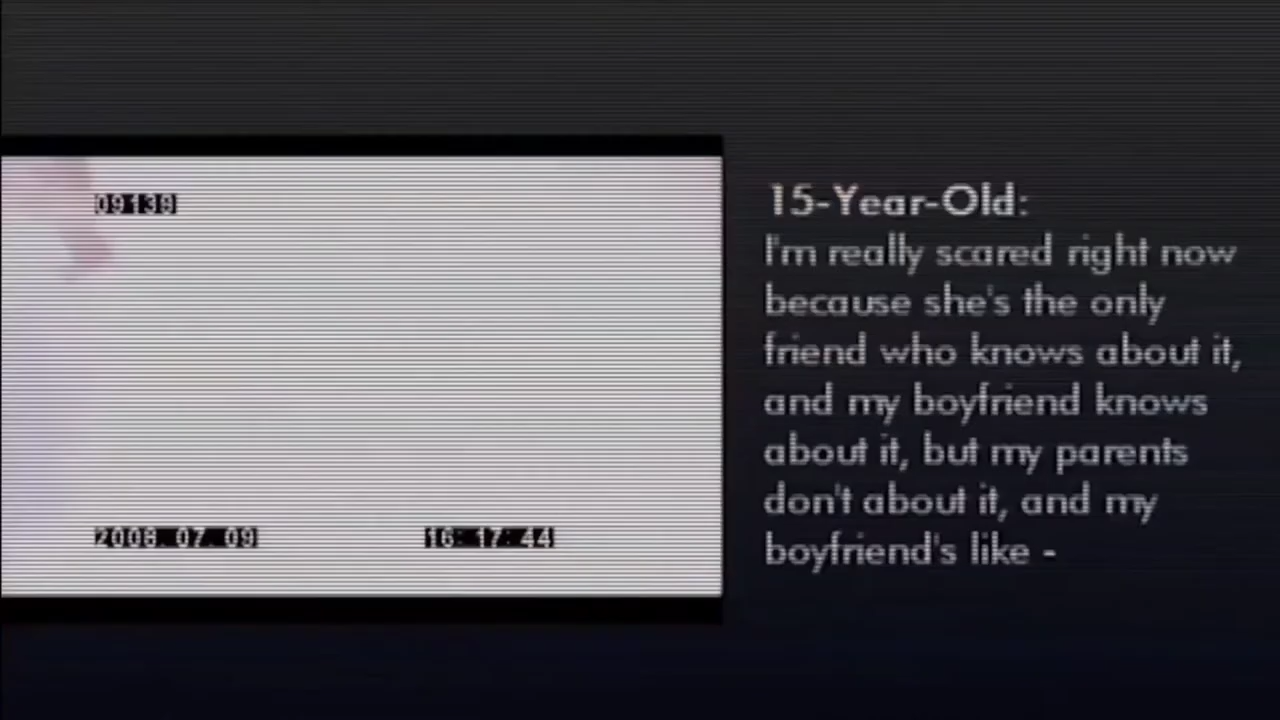 09138
15-Year-Old:
I'm really scared right now
because she's the only
friend who knows about it,
and my boyfriend knows
about it, but my parents
don't about it, and my
boyfriend's like -
2008. 07. 09
16: 17: 44